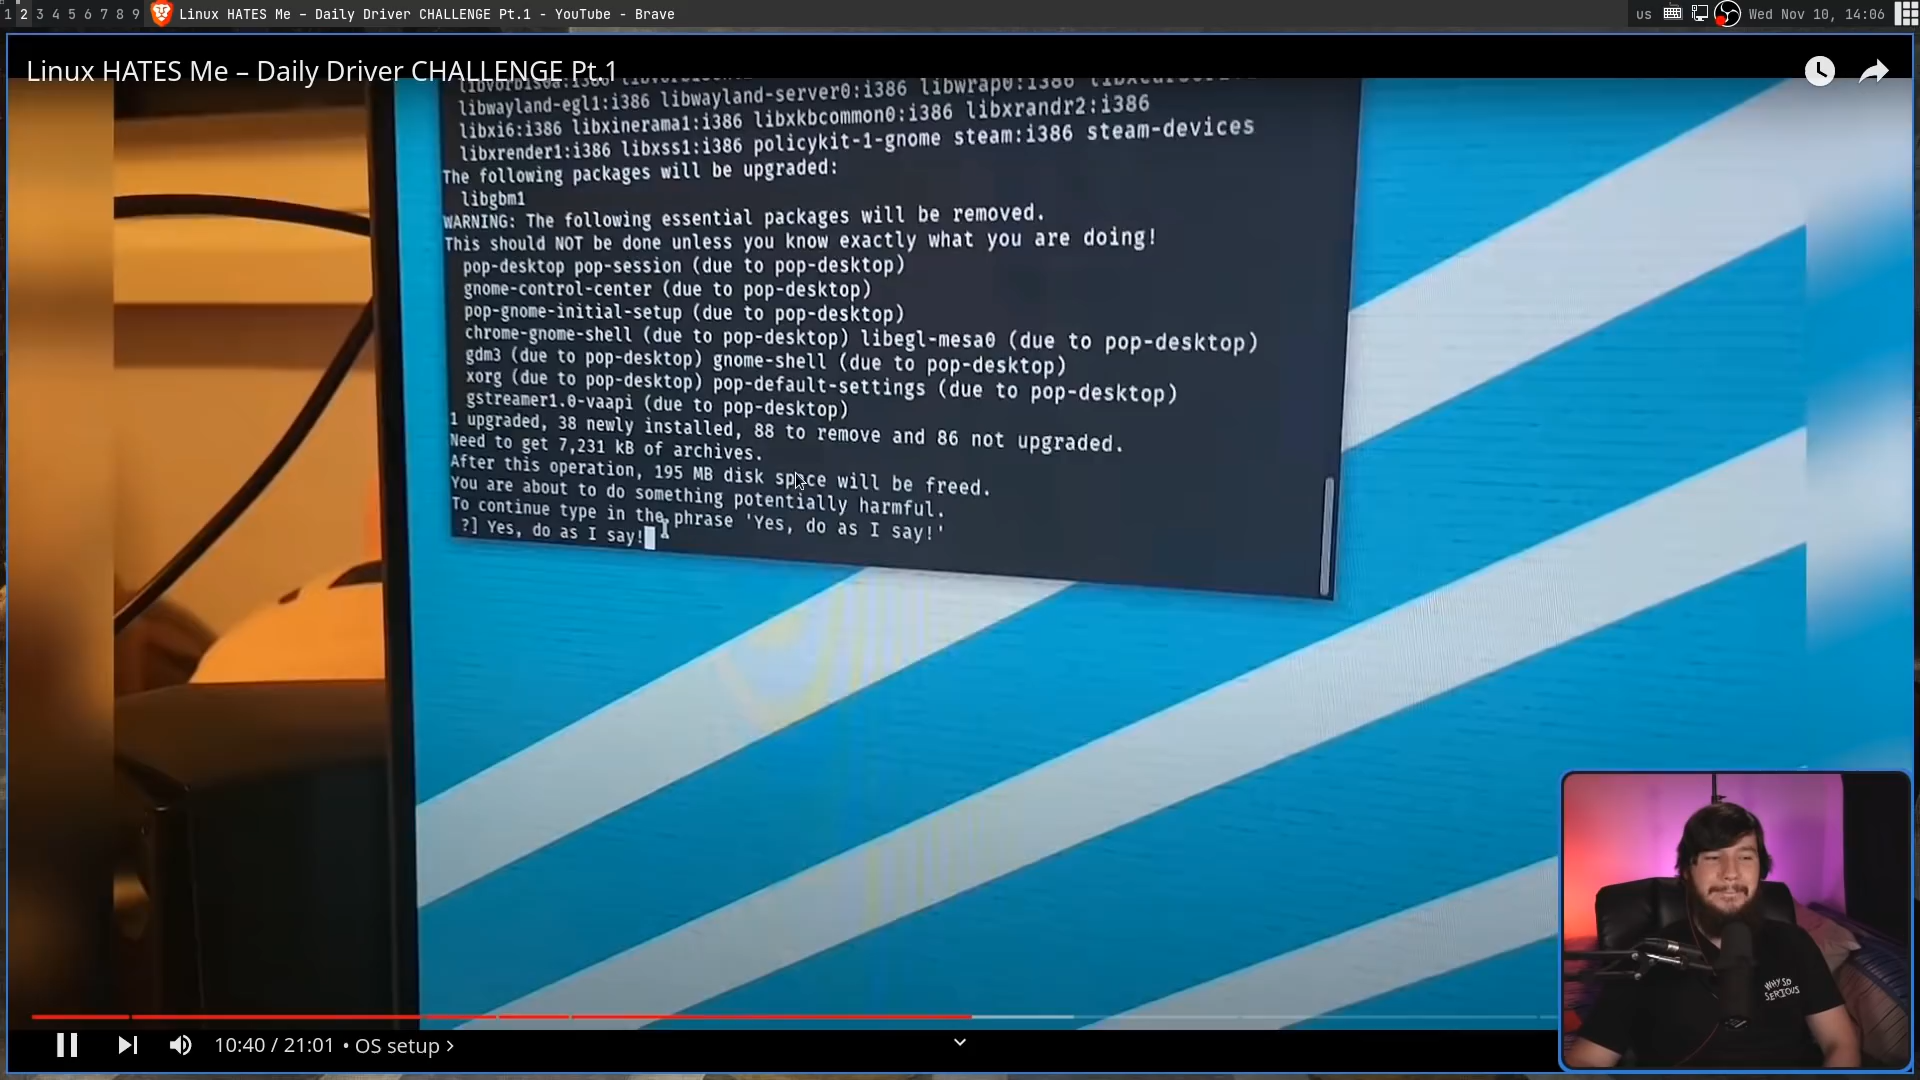 1 2 3 4 5 6 7 8 9 Linux HATES Me – Daily Driver CHALLENGE Pt.1 - YouTube - Brave us Wed Nov 10, 14:06
Linux HATES Me – Daily Driver CHALLENGE Pt.1
libwayland-egl1:i386 libwayland-server0:i386 libwrap0:i386
libxi6:i386 libxinerama1:i386 libxkbcommon0:i386 libxrandr2:i386
libxrender1:i386 libxss1:i386 policykit-1-gnome steam:i386 steam-devices
The following packages will be upgraded:
libgbm1
WARNING: The following essential packages will be removed.
This should NOT be done unless you know exactly what you are doing!
pop-desktop pop-session (due to pop-desktop)
gnome-control-center (due to pop-desktop)
pop-gnome-initial-setup (due to pop-desktop)
chrome-gnome-shell (due to pop-desktop) libegl-mesa0 (due to pop-desktop)
gdm3 (due to pop-desktop) gnome-shell (due to pop-desktop)
xorg (due to pop-desktop) pop-default-settings (due to pop-desktop)
gstreamer1.0-vaapi (due to pop-desktop)
1 upgraded, 38 newly installed, 88 to remove and 86 not upgraded.
Need to get 7,231 kB of archives.
After this operation, 195 MB disk space will be freed.
You are about to do something potentially harmful.
To continue type in the phrase 'Yes, do as I say!'
?] Yes, do as I say!
WHY SO
SERIOUS
10:40 / 21:01 • OS setup >